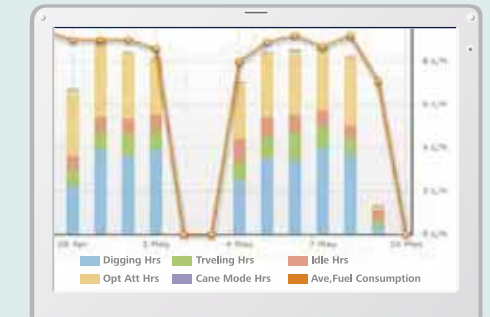 28 Apr 1 May 4 May 7 May 10 May
Digging Hrs Trveling Hrs Idle Hrs
Opt Att Hrs Cane Mode Hrs Ave,Fuel Consumption